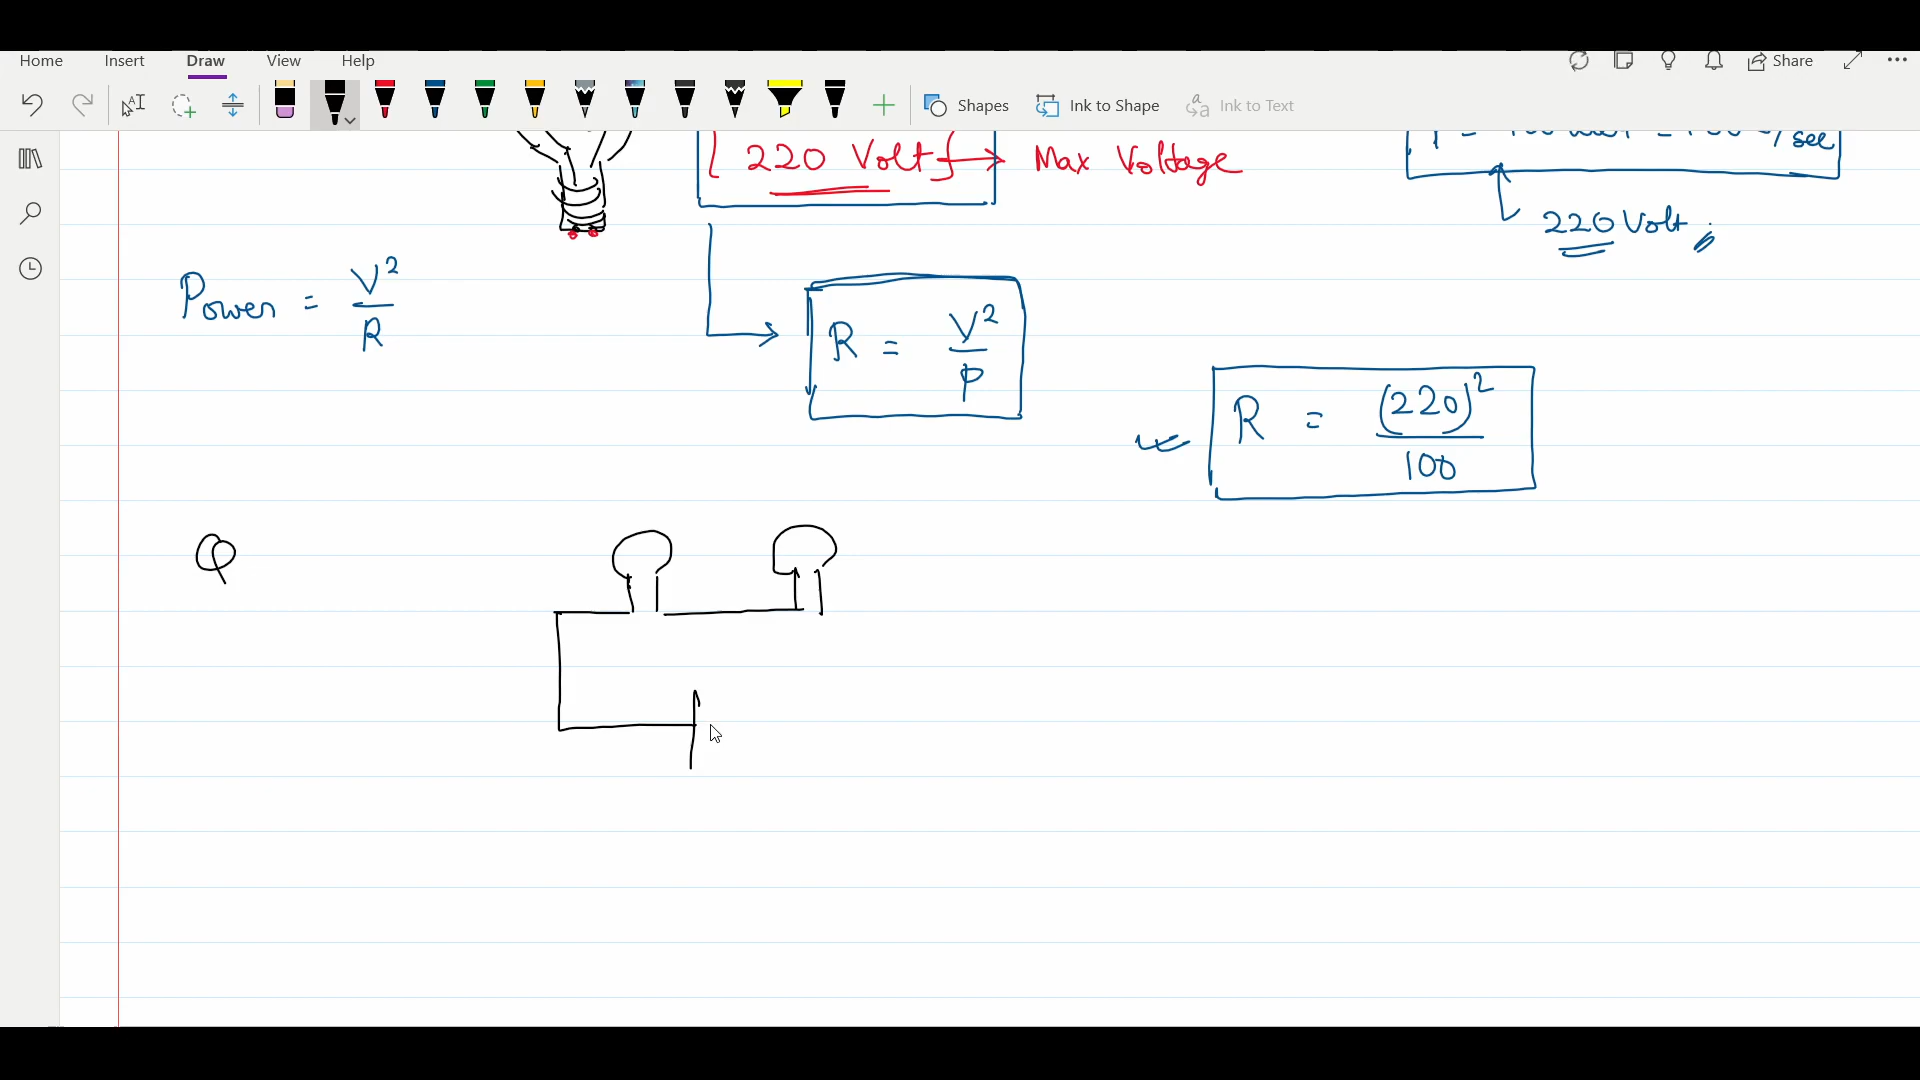 Home Insert Draw View Help Share
Shapes Ink to Shape Ink to Text
220 Volt → Max Voltage
sec
220 Volt
Power = V²/R
R = V²/P
R = (220)²/100
Q